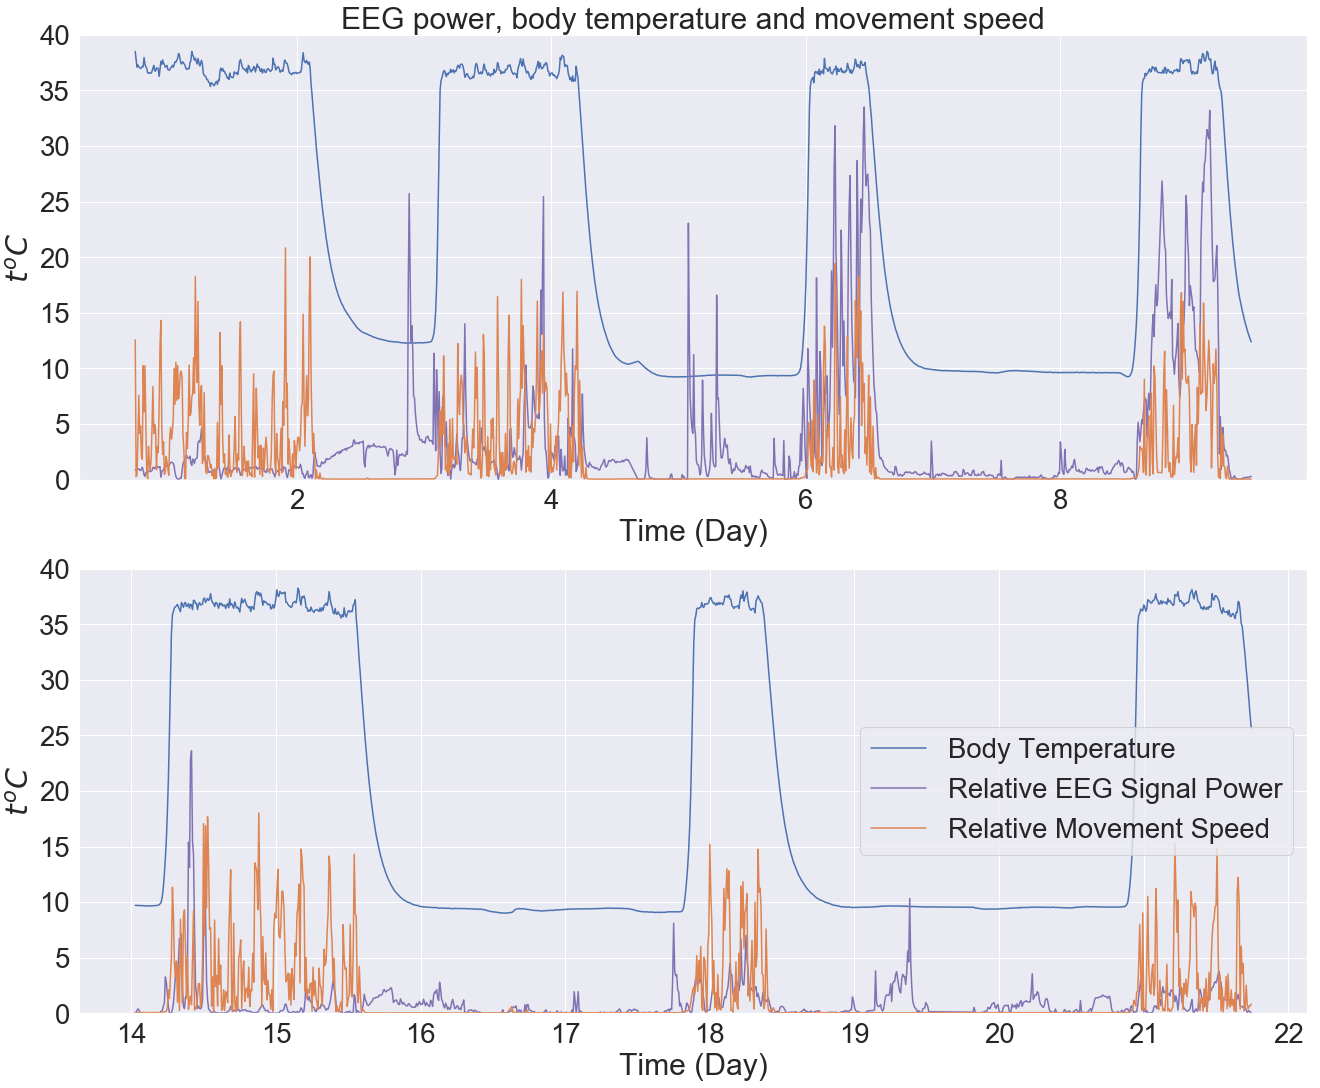 EEG power, body temperature and movement speed
40
35
30
25
20
15
10
5
0
t°C
2 4 6 8
Time (Day)
40
35
30
25
20
15
10
5
0
t°C
Body Temperature
Relative EEG Signal Power
Relative Movement Speed
14 15 16 17 18 19 20 21 22
Time (Day)